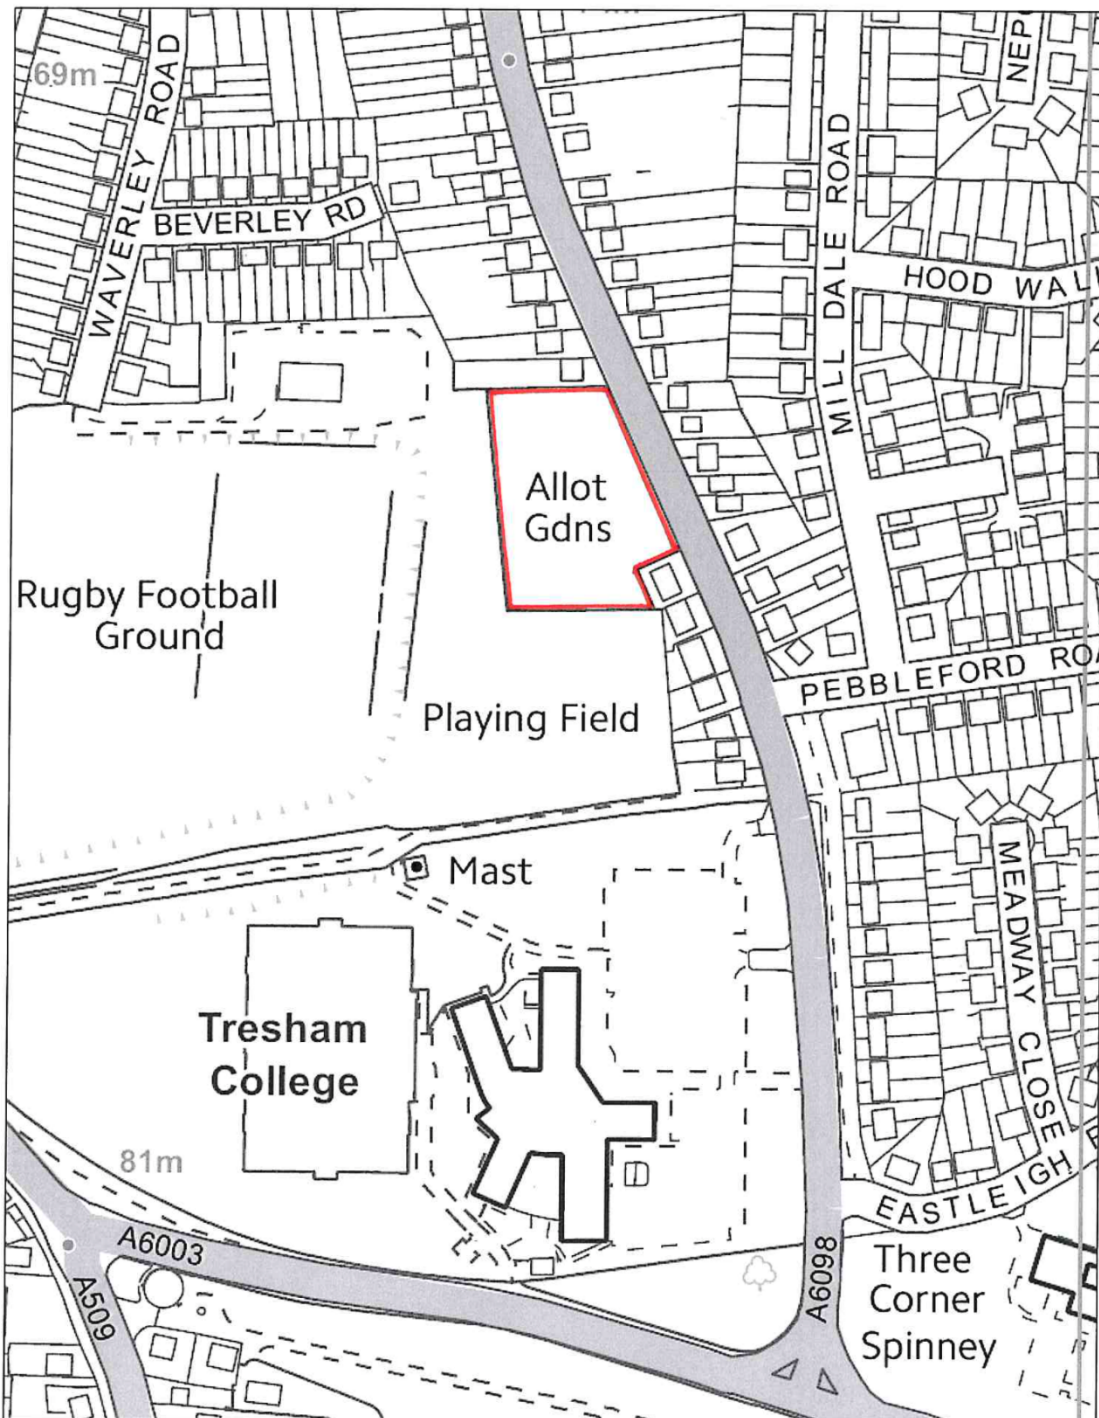 69m
WAVERLEY ROAD
BEVERLEY RD
MILL DALE ROAD
HOOD WAL
Allot
Gdns
Rugby Football
Ground
Playing Field
PEBBLEFORD ROA
Mast
MEADWAY CLOSE
Tresham
College
81m
A6003
A509
A6098
EASTLEIGH
Three
Corner
Spinney